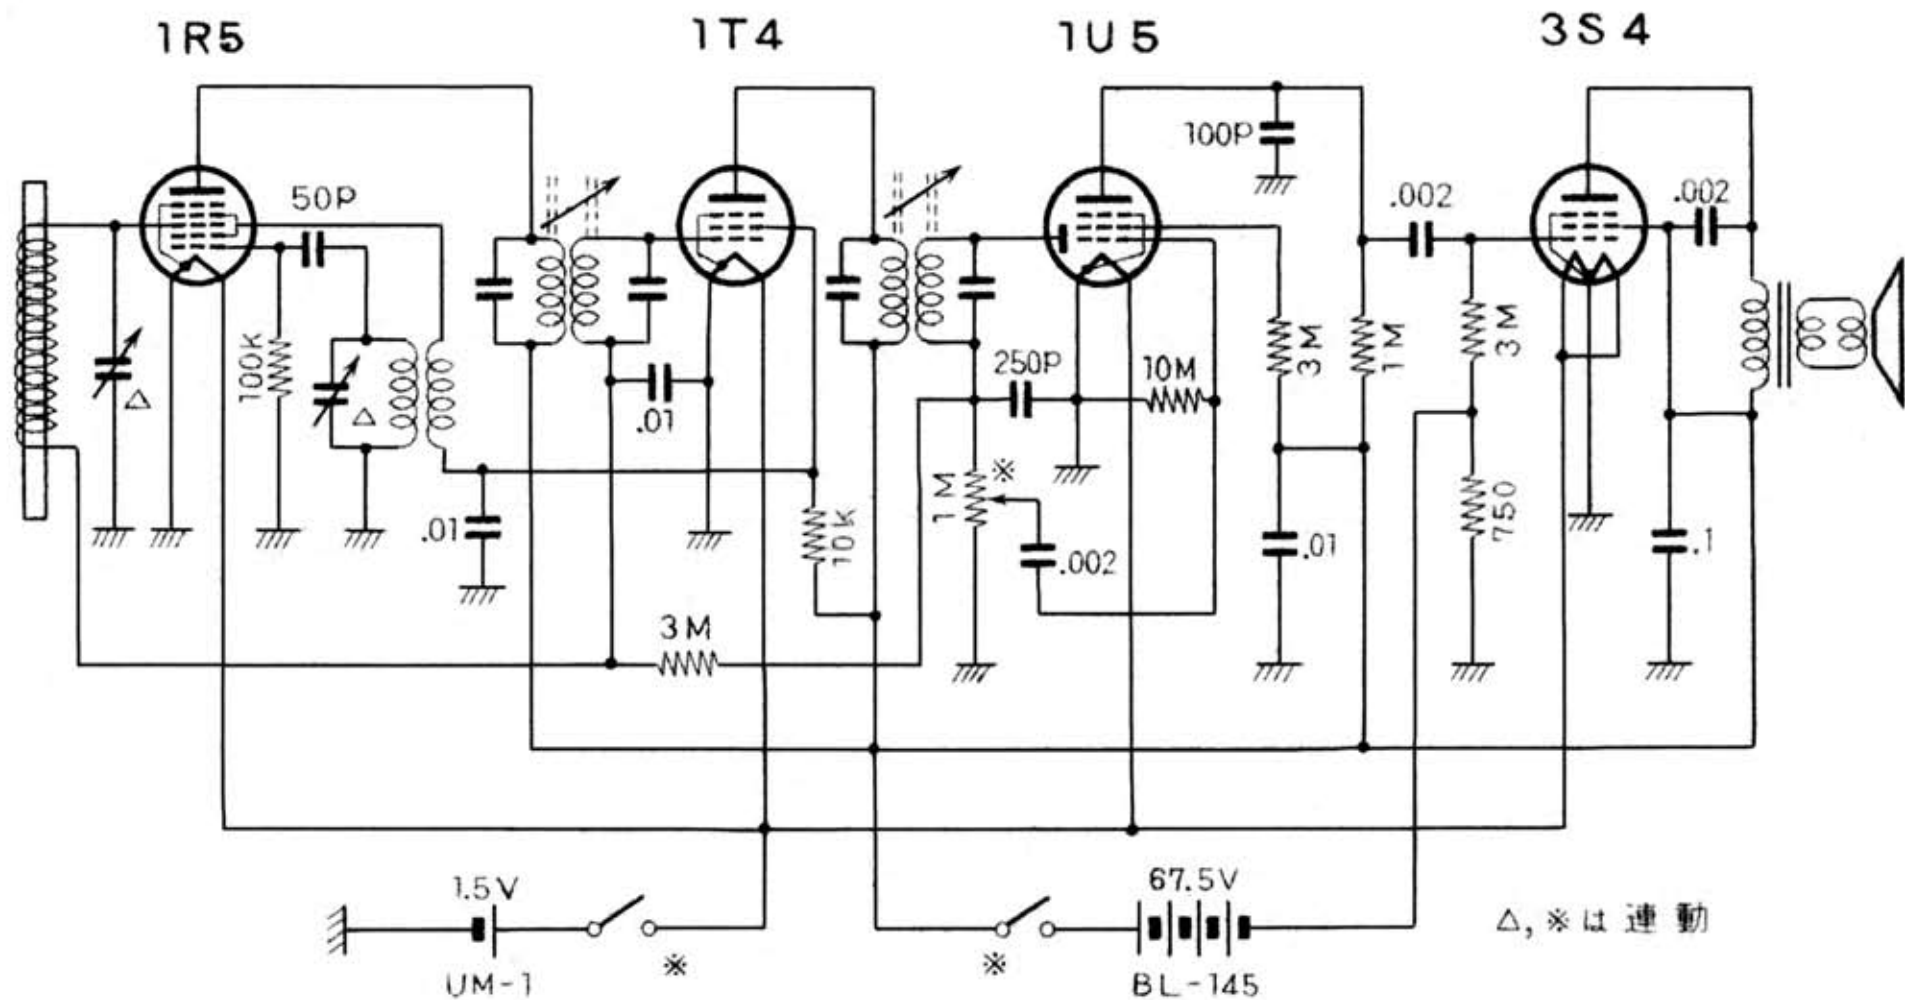 1R5
1T4
1U5
3S4
50P
100K
△
△
.01
.01
10K
3M
100P
250P
10M
1M
※
.002
3M
1M
.01
.002
3M
750
.002
.1
1.5V
UM-1
※
67.5V
BL-145
※
△, ※は連動